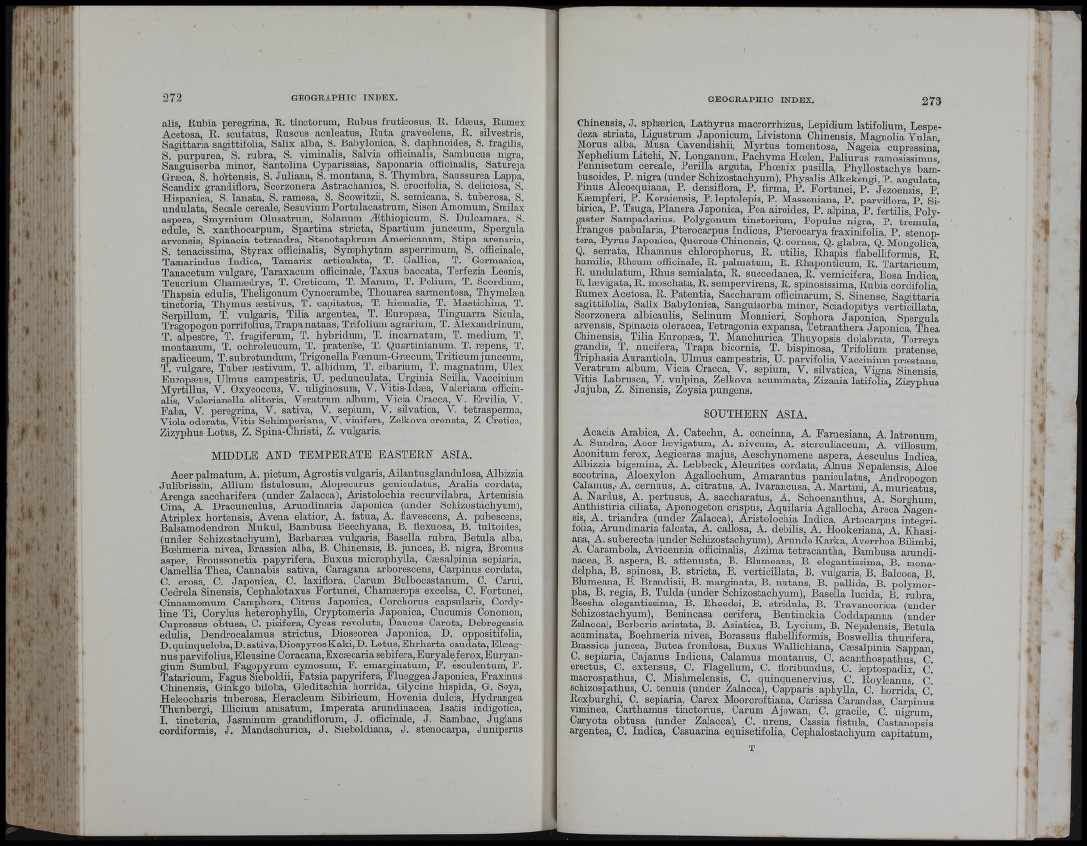 272
GEOGRAPHIC INDEX.
alis, Rubia peregrina, R. tinctorum, Rubus fruticosus, R. Idæus, Rumex
Acetosa, R. scutatus, Ruscus aculeatus, Ruta graveolens, R. silvestris,
Sagittaria sagittifolia, Salix alba, S. Babylonica, S. daphnoides, S. fragilis,
S. purpurea, S. rubra, S. viminalis, Salvia officinalis, Sambucus nigra,
Sanguisorba minor, Santolina Cyparissias, Saponaria officinalis, Satureja
Græca, S. hortensis, S. Juliana, S. montana, S. Thymbra, Saussurea Lappa,
Scandix grandiflora, Scorzonera Astrachanica, S. crocifolia, S. deliciosa, S.
Hispanica, S. lanata, S. ramosa, S. Scowitzii, S. semicana, S. tuberosa, S.
undulata, Secale cereale, Sesuvium Portulacastrum, Sison Amomum, Smilax
aspera, Smyrnium Olusatrum, Solanum Æthiopicum, S. Dulcamara, S.
edule, S. xanthocarpum, Spartina stricta, Spartium junceum, Spergula
arvensis, Spinacia tetrandra, Stenotaphrum Americanum, Stipa arenaria,
S. tenacissima, Styrax officinalis, Symphytum asperrimum, S. officinale,
Tamarindus Indica, Tamarix articulata, T. Gallica, T. Germanica,
Tanacetum vulgare, Taraxacum officinale, Taxus baccata, Terfezia Leonis,
Teucrium Chamædrys, T. Creticum, T. Marum, T. Polium, T. Scordium,
Thapsia edulis, Theligonum Cynocrambe, Thouarea sarmentosa, Thymelæa
tinctoria, Thymus æstivus, T. capitatus, T. hiemalis, T. Mastichina, T.
Serpillum, T. vulgaris, Tilia argentea, T. Europæa, Tinguarra Sicula,
Tragopogon porrifolius, Trapa natans, Trifolium agrarium, T. Alexandrinum,
T. alpestre, T. fragiferum, T. hybridum, T. incarnatum, T. medium, T.
montanum, T. ochroleucum, T. pratense, T. Quartinianum, T. repens, T.
spadiceum, T. subrotundum, Trigonella Fœnum-Græcum, Triticum junceum,
T. vulgare, Tuber æstivum, T. albidum, T. cibarium, T. magnatum, Ulex
Europæus, Ulmus campestris, U. pedunculata, Urginia Scilla, Vaccinium
Myrtillus, V. Oxycoccus, V. uliginosum, V. Vitis-Idæa, Valeriana officin-
alis, Valerianella olitoria, Veratrum album, Vicia Cracca, V. Ervilia, V.
Faba, V. peregrina, V. sativa, V. sepium, V. silvatica, V. tetrasperma,
Viola odorata, Vitis Schimperiana, V. vinifera, Zelkova crenata, Z Cretica,
Zizyphus Lotus, Z. Spina-Christi, Z. vulgaris.
MIDDLE AND TEMPERATE EASTERN ASIA.
Acer palmatum, A. pictum, Agrostis vulgaris, Ailantus glandulosa, Albizzia
Julibrissin, Allium fistulosum, Alopecurus geniculatus, Aralia cordata,
Arenga saccharifera (under Zalacca), Aristolochia recurvilabra, Artemisia
Cina, A. Dracunculus, Arundinaria Japonica (under Schizostachyum),
Atriplex hortensis, Avena elatior, A. fatua, A. flavescens, A. pubescens,
Balsamodendron Mukul, Bambusa Beechyana, B. flexuosa, B. tultoides,
(under Schizostachyum), Barbaræa vulgaris, Basella rubra, Betula alba,
Bœhmeria nivea, Brassica alba, B. Chinensis, B. juncea, B. nigra, Bromus
asper, Broussonetia papyrifera, Buxus microphylla, Cæsalpinia sepiaria,
Camellia Thea, Cannabis sativa, Caragana arborescens, Carpinus cordata,
C. erosa, C. Japonica, C. laxiflora, Carum Bulbocastanum, C. Carui,
Cedrela Sinensis, Cephalotaxus Fortunei, Chamærops excelsa, C. Fortunei,
Cinnamomum Camphora, Citrus Japonica, Corchorus capsularis, Cordy-
line Ti, Corylus heterophylla, Cryptomeria Japonica, Cucumis Conomon,
Cupressus obtusa, C. pisifera, Cycas revoluta, Daucus Carota, Debregeasia
edulis, Dendrocalamus strictus, Dioscorea Japonica, D. oppositifolia,
D. quinqueloba, D. sativa, Diospyros Kaki, D. Lotus, Ehrharta caudata, Elæag-
nus parvifolius, Eleusine Coracana, Excæcaria sebifera, Euryale ferox, Euryan-
gium Sumbul, Fagopyrum cymosum, F. emarginatum, F. esculentum, F.
Tataricum, Fagus Sieboldii, Fatsia papyrifera, Flueggea Japonica, Fraxinus
Chinensis, Ginkgo biloba, Gleditschia horrida, Glycine hispida, G. Soya,
Heleocharis tuberosa, Heracleum Sibiricum, Hovenia dulcis, Hydrangea
Thunbergi, Illicium anisatum, Imperata arundinacea, Isatis indigotica,
I. tinctoria, Jasminum grandiflorum, J. officinale, J. Sambac, Juglans
cordiformis, J. Mandschurica, J. Sieboldiana, J. stenocarpa, Juniperus
GEOGRAPHIC INDEX.
273
Chinensis, J. sphærica, Lathyrus macrorrhizus, Lepidium latifolium, Lespe-
deza striata, Ligustrum Japonicum, Livistona Chinensis, Magnolia Yulan,
Morus alba, Musa Cavendishii, Myrtus tomentosa, Nageia cupressina,
Nephelium Litchi, N. Longanum, Pachyma Hœlen, Paliurus ramosissimus,
Pennisetum cereale, Perilla arguta, Phœnix pusilla, Phyllostachys bam-
busoides, P. nigra (under Schizostachyum), Physalis Alkekengi, P. angulata,
Pinus Alcocquiana, P. densiflora, P. firma, P. Fortunei, P. Jezoensis, P.
Kæmpferi, P. Koraiensis, P. leptolepis, P. Massoniana, P. parviflora, P. Si-
birica, P. Tsuga, Planera Japonica, Poa airoides, P. alpina, P. fertilis, Poly-
gaster Sampadarius, Polygonum tinctorium, Populus nigra, P. tremula,
Prangos pabularia, Pterocarpus Indicus, Pterocarya fraxinifolia, P. stenop-
tera, Pyrus Japonica, Quercus Chinensis, Q. cornea, Q. glabra, Q. Mongolica,
Q. serrata, Rhamnus chlorophorus, R. utilis, Rhapis flabelliformis, R.
humilis, Rheum officinale, R. palmatum, R. Rhaponticum, R. Tartaricum,
R. undulatum, Rhus semialata, R. succedanea, R. vernicifera, Rosa Indica,
R. lævigata, R. moschata, R. sempervirens, R. spinosissima, Rubia cordifolia,
Rumex Acetosa, R. Patentia, Saccharum officinarum, S. Sinense, Sagittaria
sagittifolia, Salix Babylonica, Sanguisorba minor, Sciadopitys verticillata,
Scorzonera albicaulis, Selinum Monnieri, Sophora Japonica, Spergula
arvensis, Spinacia oleracea, Tetragonia expansa, Tetranthera Japonica, Thea
Chinensis, Tilia Europæa, T. Manchurica Thuyopsis dolabrata, Torreya
grandis, T. nucifera, Trapa bicornis, T. bispinosa, Trifolium pratense,
Triphasia Aurantiola, Ulmus campestris, U. parvifolia, Vaccinium præstans,
Veratrum album, Vicia Cracca, V. sepium, V. silvatica, Vigna Sinensis,
Vitis Labrusca, V. vulpina, Zelkova acuminata, Zizania latifolia, Zizyphus
Jujuba, Z. Sinensis, Zoysia pungens.
SOUTHERN ASIA.
Acacia Arabica, A. Catechu, A. concinna, A. Farnesiana, A. latronum,
A. Sundra, Acer lævigatum, A. niveum, A. sterculiaceum, A. villosum,
Aconitum ferox, Aegiceras majus, Aeschynomene aspera, Aesculus Indica,
Albizzia bigemina, A. Lebbeck, Aleurites cordata, Alnus Nepalensis, Aloe
socotrina, Aloexylon Agallochum, Amarantus paniculatus, Andropogon
Calamus, A. cernuus, A. citratus, A. Ivarancusa, A. Martini, A. muricatus,
A. Nardus, A. pertusus, A. saccharatus, A. Schoenanthus, A. Sorghum,
Anthistiria ciliata, Aponogeton crispus, Aquilaria Agallocha, Areca Nagen-
sis, A. triandra (under Zalacca), Aristolochia Indica, Artocarpus integri-
folia, Arundinaria falcata, A. callosa, A. debilis, A. Hookeriana, A. Khasi-
ana, A. suberecta (under Schizostachyum), Arundo Karka, Averrhoa Bilimbi,
A. Carambola, Avicennia officinalis, Azima tetracantha, Bambusa arundi-
nacea, B. aspera, B. attennata, B. Blumeana, B. elegantissima, B. mona-
delpha, B. spinosa, B. stricta, B. verticillata, B. vulgaris, B. Balcooa, B.
Blumeana, B. Brandisii, B. marginata, B. nutans, B. pallida, B. polymor-
pha, B. regia, B. Tulda (under Schizostachyum), Basella lucida, B. rubra,
Beesha elegantissima, B. Rheedei, B. stridula, B. Travancorica (under
Schizostachyum), Benincasa cerifera, Bentinckia Coddapanna (under
Zalacca), Berberis aristata, B. Asiatica, B. Lycium, B. Nepalensis, Betula
acuminata, Boehmeria nivea, Borassus flabelliformis, Boswellia thurifera,
Brassica juncea, Butea frondosa, Buxus Wallichiana, Cæsalpinia Sappan,
C. sepiaria, Cajanus Indicus, Calamus montanus, C. acanthospathus, C.
erectus, C. extensus, C. Flagellum, C. floribundus, C. leptospadix, C.
macrospathus, C. Mishmelensis, C. quinquenervius, C. Royleanus, C.
schizospathus, C. tenuis (under Zalacca), Capparis aphylla, C. horrida, C.
Roxburghi, C. sepiaria, Carex Moorcroftiana, Carissa Carandas, Carpinus
viminea, Carthamus tinctorius, Carum Ajowan, C. gracile, C. nigrum,
Caryota obtusa (under Zalacca), C. urens, Cassia fistula, Castanopsis
argentea, C. Indica, Casuarina equisetifolia, Cephalostachyum capitatum,
T